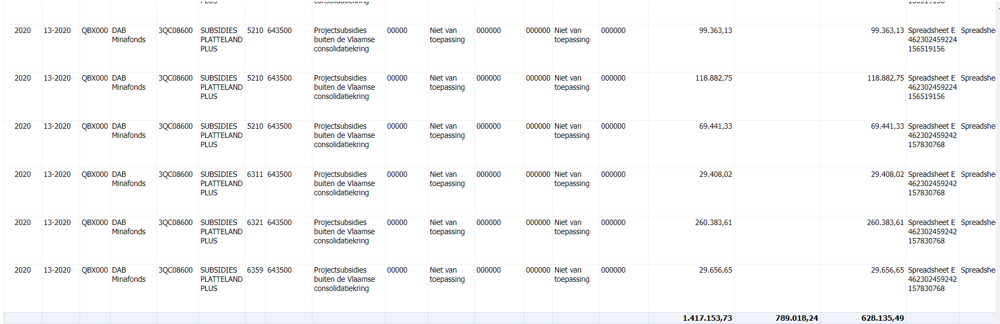 2020 13-2020 QBX000 DAB 3QC08600 SUBSIDIES 5210 643500 Projectsubsidies 00000 Niet van 000000 000000 Niet van 000000 99.363,13 99.363,13 Spreadsheet E Spreadshe
Minafonds PLATTELAND buiten de Vlaamse toepassing toepassing 462302459224
PLUS consolidatiekring 156519156
2020 13-2020 QBX000 DAB 3QC08600 SUBSIDIES 5210 643500 Projectsubsidies 00000 Niet van 000000 000000 Niet van 000000 118.882,75 118.882,75 Spreadsheet E Spreadshe
Minafonds PLATTELAND buiten de Vlaamse toepassing toepassing 462302459224
PLUS consolidatiekring 156519156
2020 13-2020 QBX000 DAB 3QC08600 SUBSIDIES 5210 643500 Projectsubsidies 00000 Niet van 000000 000000 Niet van 000000 69.441,33 69.441,33 Spreadsheet E Spreadshe
Minafonds PLATTELAND buiten de Vlaamse toepassing toepassing 462302459242
PLUS consolidatiekring 157830768
2020 13-2020 QBX000 DAB 3QC08600 SUBSIDIES 6311 643500 Projectsubsidies 00000 Niet van 000000 000000 Niet van 000000 29.408,02 29.408,02 Spreadsheet E Spreadshe
Minafonds PLATTELAND buiten de Vlaamse toepassing toepassing 462302459242
PLUS consolidatiekring 157830768
2020 13-2020 QBX000 DAB 3QC08600 SUBSIDIES 6321 643500 Projectsubsidies 00000 Niet van 000000 000000 Niet van 000000 260.383,61 260.383,61 Spreadsheet E Spreadshe
Minafonds PLATTELAND buiten de Vlaamse toepassing toepassing 462302459242
PLUS consolidatiekring 157830768
2020 13-2020 QBX000 DAB 3QC08600 SUBSIDIES 6359 643500 Projectsubsidies 00000 Niet van 000000 000000 Niet van 000000 29.656,65 29.656,65 Spreadsheet E Spreadshe
Minafonds PLATTELAND buiten de Vlaamse toepassing toepassing 462302459242
PLUS consolidatiekring 157830768
1.417.153,73 789.018,24 628.135,49